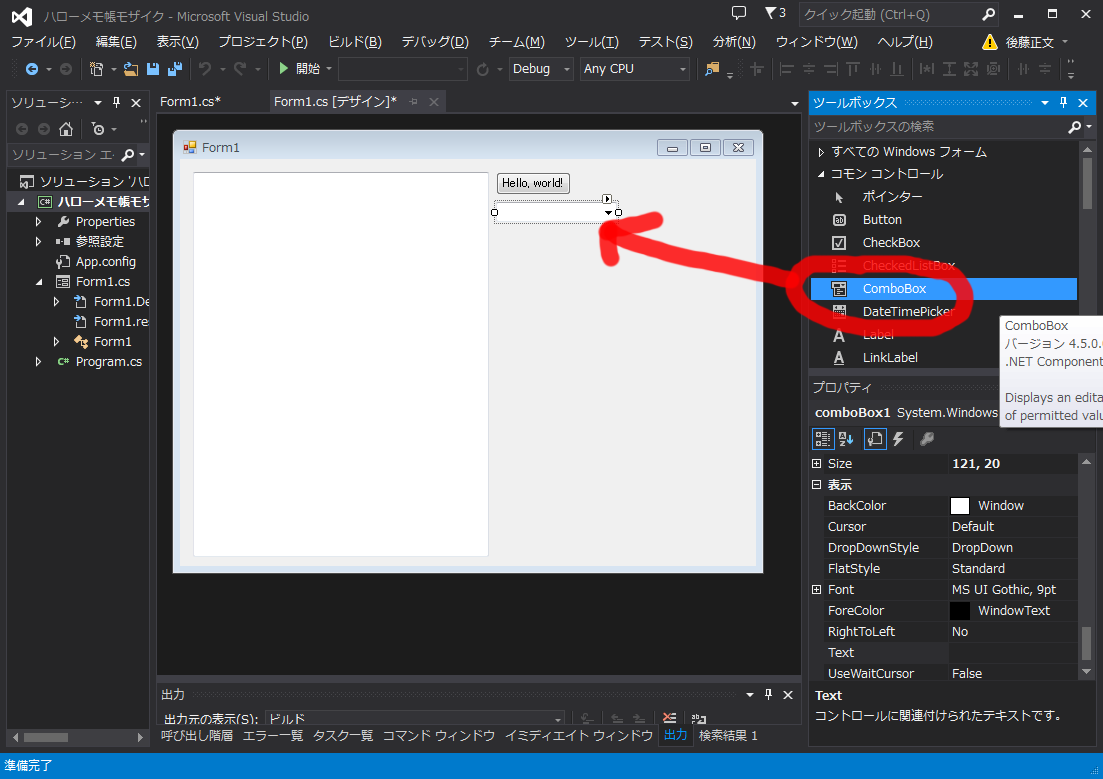 ハローメモ帳モザイク - Microsoft Visual Studio
3
クイック起動 (Ctrl+Q)
ファイル(F) 編集(E) 表示(V) プロジェクト(P) ビルド(B) デバッグ(D) チーム(M) ツール(T) テスト(S) 分析(N) ウィンドウ(W) ヘルプ(H)
後藤正文
開始 Debug Any CPU
ソリューシ…
Form1.cs*
Form1.cs [デザイン]*
ツールボックス
ソリューション エ
ツールボックスの検索
ソリューション 'ハロ
C# ハローメモ帳モザ
Properties
参照設定
App.config
Form1.cs
Form1.De
Form1.res
Form1
C# Program.cs
Form1
Hello, world!
すべての Windows フォーム
コモン コントロール
ポインター
ab Button
CheckBox
CheckedListBox
ComboBox
DateTimePicker
A Label
A LinkLabel
ComboBox
バージョン 4.5.0.
.NET Component
Displays an edita
of permitted valu
プロパティ
comboBox1 System.Windows
Size 121, 20
表示
BackColor Window
Cursor Default
DropDownStyle DropDown
FlatStyle Standard
Font MS UI Gothic, 9pt
ForeColor WindowText
RightToLeft No
Text
UseWaitCursor False
Text
コントロールに関連付けられたテキストです。
出力
出力元の表示(S): ビルド
呼び出し階層 エラー一覧 タスク一覧 コマンド ウィンドウ イミディエイト ウィンドウ 出力 検索結果 1
準備完了